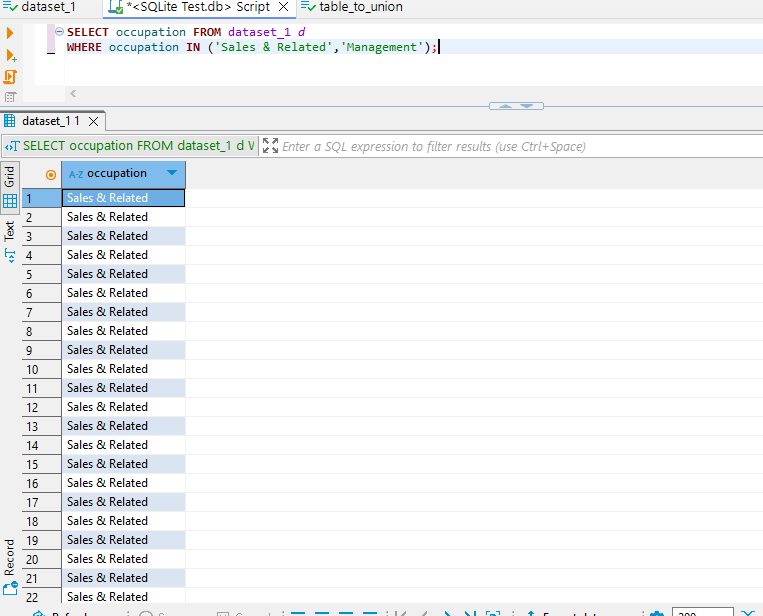 dataset_1
*<SQLite Test.db> Script
table_to_union
SELECT occupation FROM dataset_1 d
WHERE occupation IN ('Sales & Related','Management');
dataset_1 1
SELECT occupation FROM dataset_1 d W
Enter a SQL expression to filter results (use Ctrl+Space)
Grid
Text
Record
A-Z occupation
1 Sales & Related
2 Sales & Related
3 Sales & Related
4 Sales & Related
5 Sales & Related
6 Sales & Related
7 Sales & Related
8 Sales & Related
9 Sales & Related
10 Sales & Related
11 Sales & Related
12 Sales & Related
13 Sales & Related
14 Sales & Related
15 Sales & Related
16 Sales & Related
17 Sales & Related
18 Sales & Related
19 Sales & Related
20 Sales & Related
21 Sales & Related
22 Sales & Related